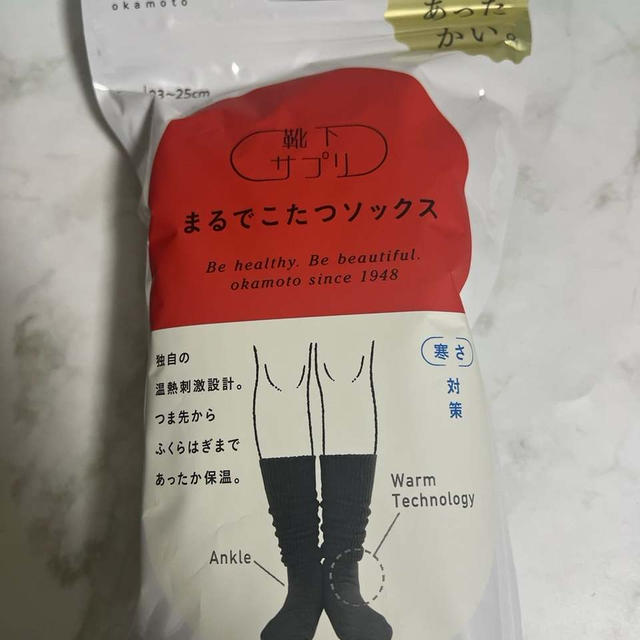 okamoto
あった
かい。
23~25cm
靴下
サプリ
まるでこたつソックス
Be healthy. Be beautiful.
okamoto since 1948
独自の
温熱刺激設計。
つま先から
ふくらはぎまで
あったか保温。
寒さ
対策
Warm
Technology
Ankle